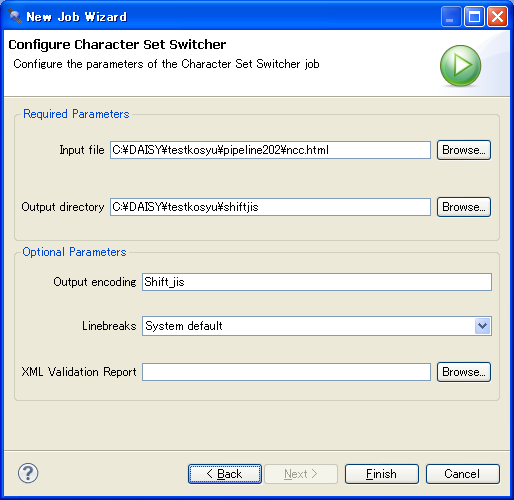 New Job Wizard
Configure Character Set Switcher
Configure the parameters of the Character Set Switcher job
Required Parameters
Input file C:¥DAISY¥testkosyu¥pipeline202¥ncc.html Browse...
Output directory C:¥DAISY¥testkosyu¥shiftjis Browse...
Optional Parameters
Output encoding Shift_jis
Linebreaks System default
XML Validation Report Browse...
? < Back Next > Finish Cancel